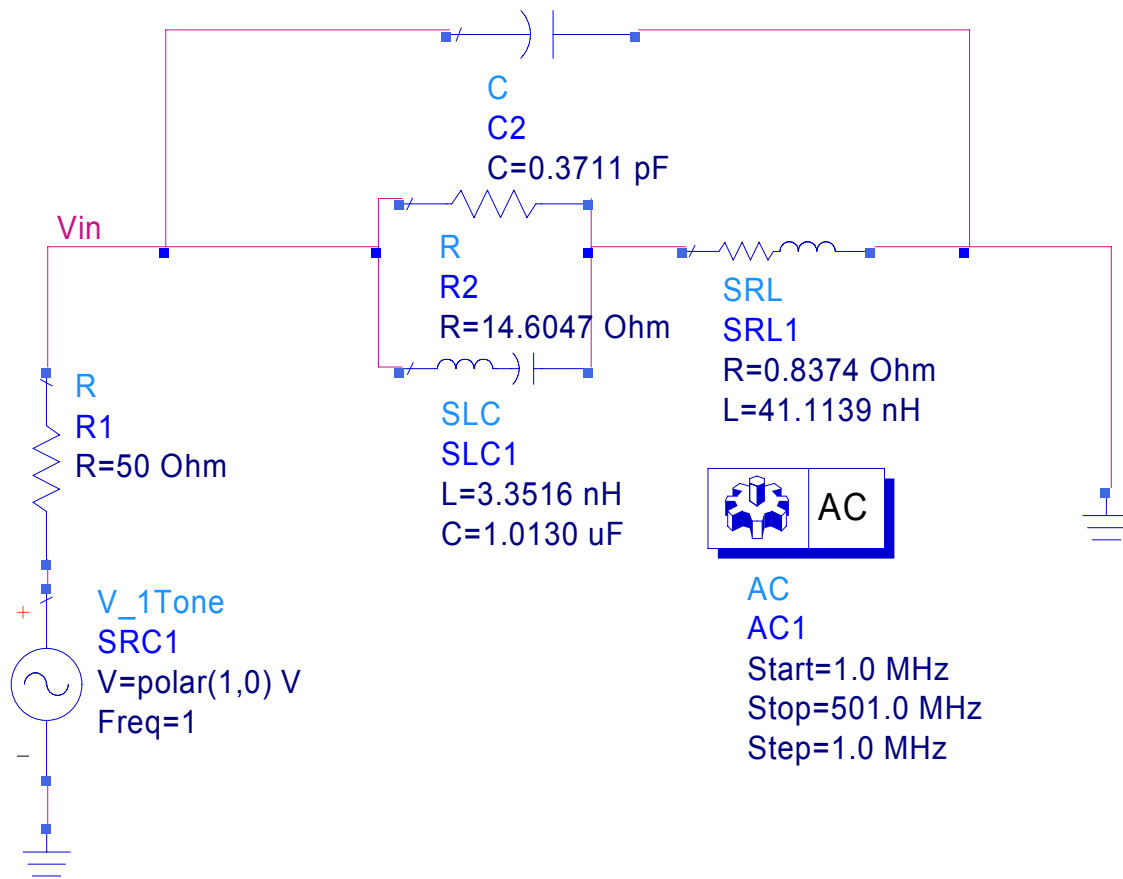 C
C2
C=0.3711 pF
Vin
R
R2
R=14.6047 Ohm
SRL
SRL1
R=0.8374 Ohm
L=41.1139 nH
R
R1
R=50 Ohm
SLC
SLC1
L=3.3516 nH
C=1.0130 uF
AC
+
V_1Tone
SRC1
V=polar(1,0) V
Freq=1
−
AC
AC1
Start=1.0 MHz
Stop=501.0 MHz
Step=1.0 MHz